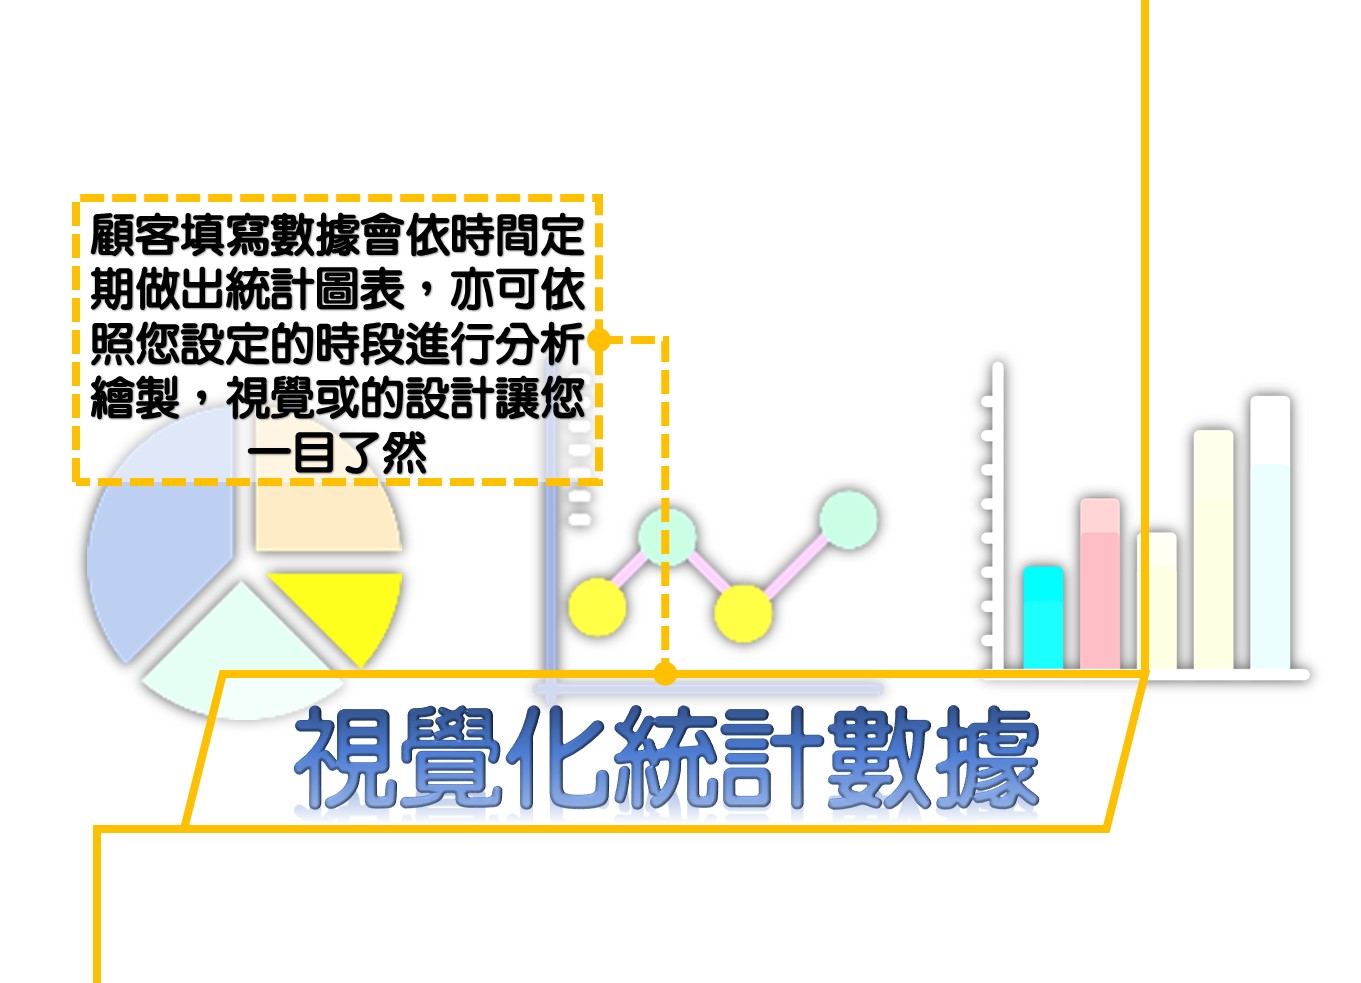 顧客填寫數據會依時間定
期做出統計圖表，亦可依
照您設定的時段進行分析
繪製，視覺或的設計讓您
一目了然
視覺化統計數據